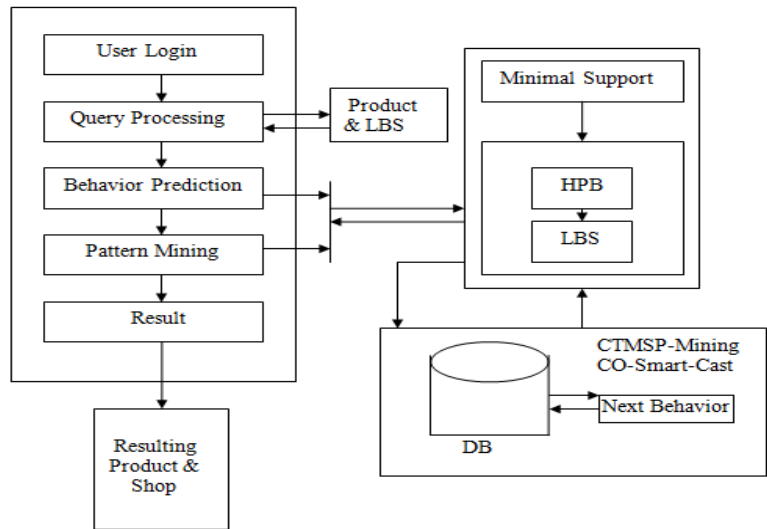 User Login
Query Processing
Product
& LBS
Behavior Prediction
Pattern Mining
Result
Resulting
Product &
Shop
Minimal Support
HPB
LBS
CTMSP-Mining
CO-Smart-Cast
Next Behavior
DB